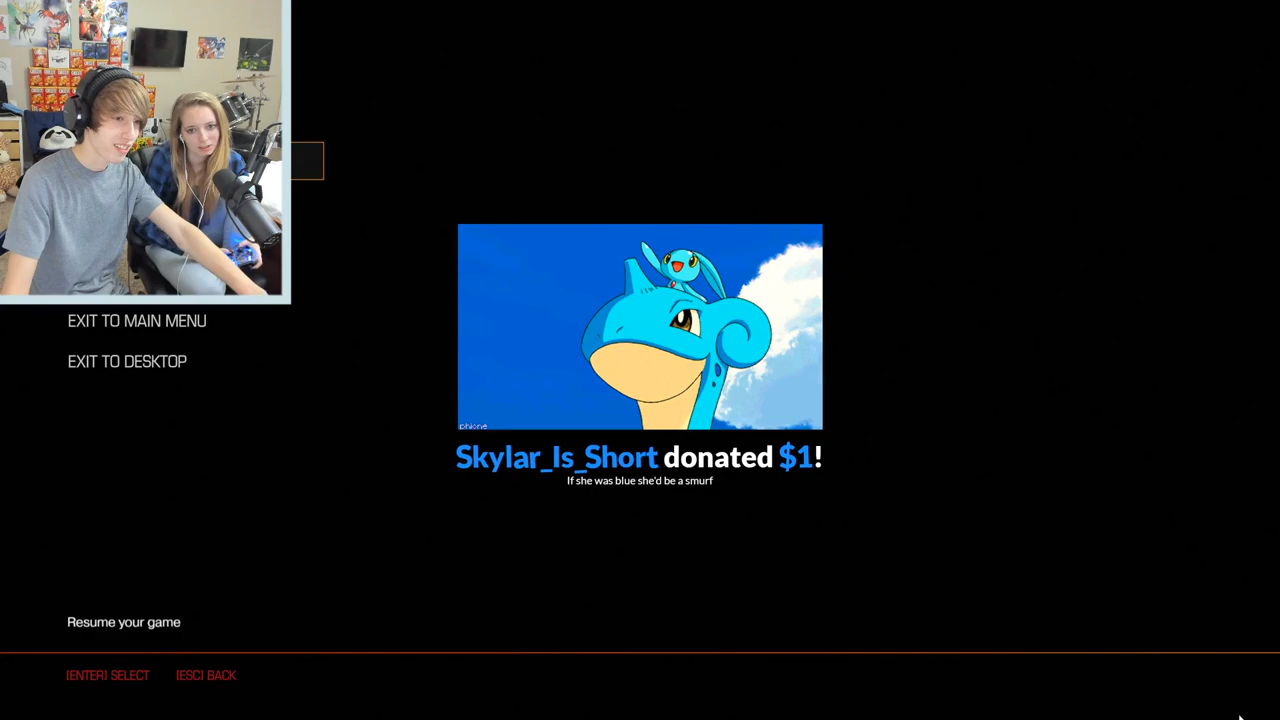 EXIT TO MAIN MENU
EXIT TO DESKTOP
phione
Skylar_Is_Short donated $1!
If she was blue she'd be a smurf
Resume your game
[ENTER] SELECT [ESC] BACK